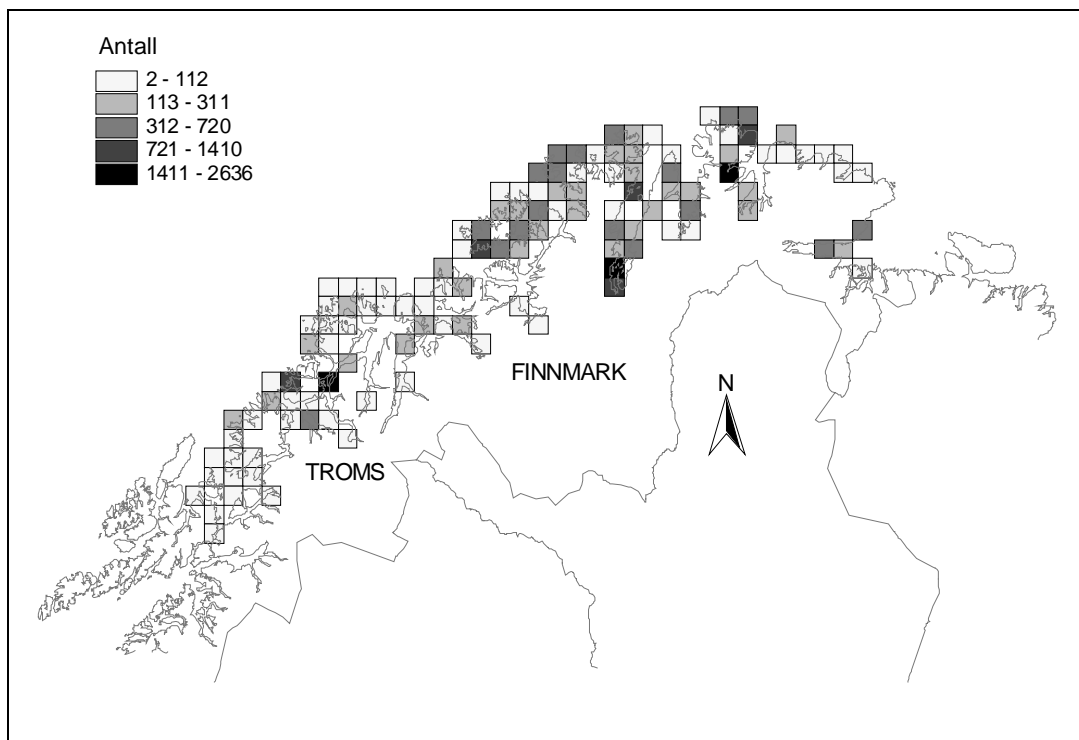 Antall
2 - 112
113 - 311
312 - 720
721 - 1410
1411 - 2636
FINNMARK
N
TROMS